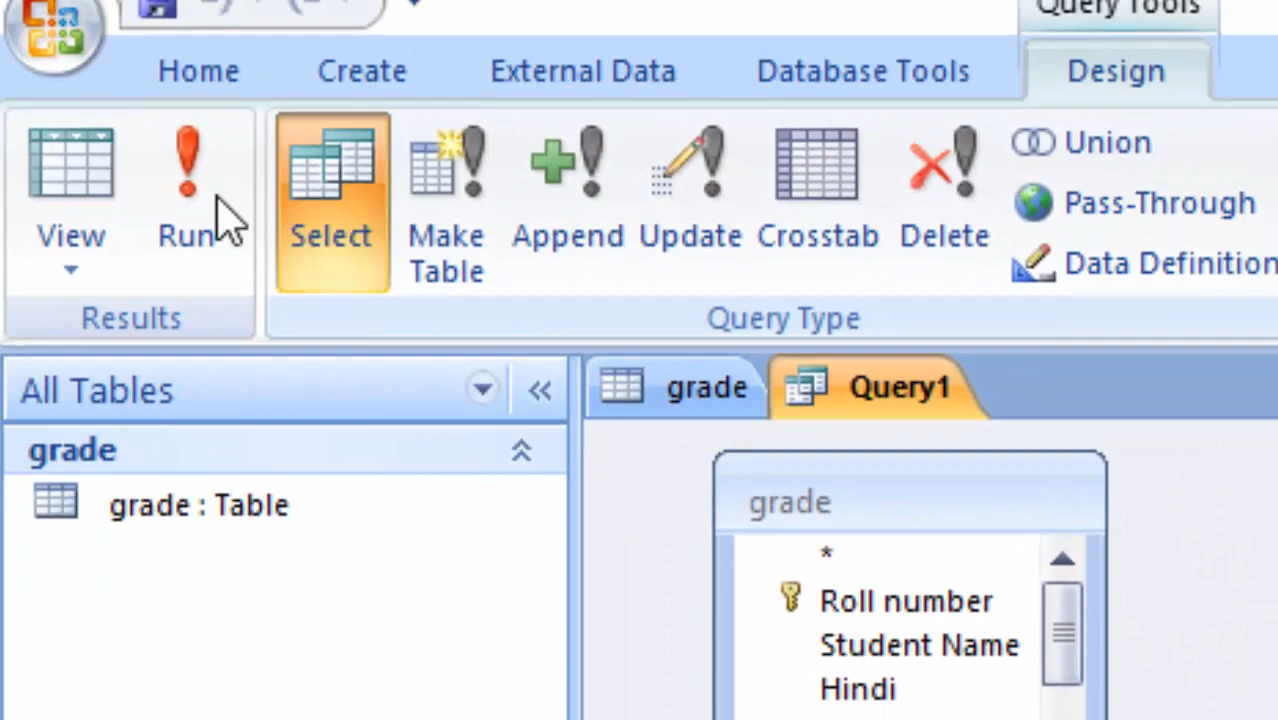 Query Tools
Home Create External Data Database Tools Design
View Run Select Make Table Append Update Crosstab Delete
Union
Pass-Through
Data Definition
Results Query Type
All Tables
grade Query1
grade
grade : Table
grade
*
Roll number
Student Name
Hindi